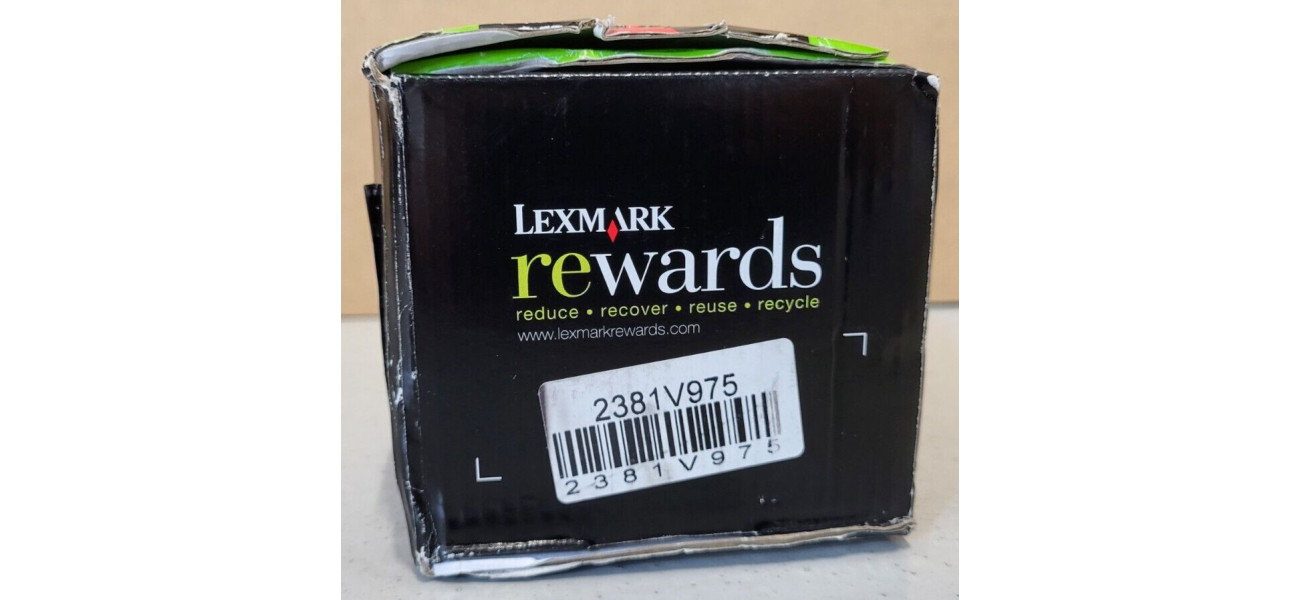 LEXMARK
rewards
reduce • recover • reuse • recycle
www.lexmarkrewards.com
2381V975
2381V975